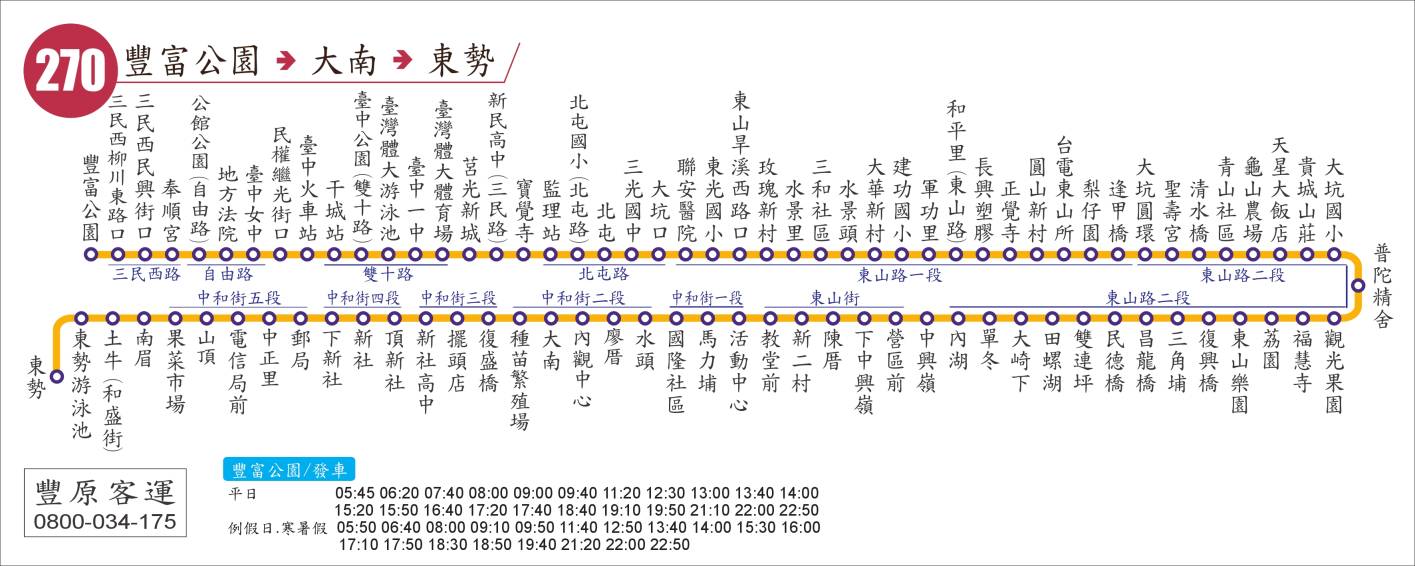 270 豐富公園 → 大南 → 東勢
豐富公園
三民西柳川東路口
三民西民興街口
奉順宮
公館公園(自由路)
地方法院
臺中女中
民權繼光街口
臺中火車站
干城站
臺中公園(雙十路)
臺灣體大游泳池
臺中一中
臺灣體大體育場
莒光新城
新民高中(三民路)
寶覺寺
監理站
北屯國小(北屯路)
北屯
三光國中
大坑口
聯安醫院
東光國小
東山旱溪西路口
玫瑰新村
水景里
三和社區
水景頭
大華新村
建功國小
軍功里
和平里(東山路)
長興塑膠
正覺寺
圓山新村
台電東山所
梨仔園
逢甲橋
大坑圓環
聖壽宮
清水橋
青山社區
龜山農場
天星大飯店
貴城山莊
大坑國小
普陀精舍
三民西路
自由路
雙十路
北屯路
東山路一段
東山路二段
中和街五段
中和街四段
中和街三段
中和街二段
中和街一段
東山街
東山路二段
東勢
東勢游泳池
土牛(和盛街)
南眉
果菜市場
山頂
電信局前
中正里
郵局
下新社
新社
頂新社
新社高中
擺頭店
復盛橋
種苗繁殖場
大南
內觀中心
廖厝
水頭
國隆社區
馬力埔
活動中心
教堂前
新二村
陳厝
下中興嶺
營區前
中興嶺
內湖
單冬
大崎下
田螺湖
雙連坪
民德橋
昌龍橋
三角埔
復興橋
東山樂園
荔園
福慧寺
觀光果園
豐原客運
0800-034-175
豐富公園/發車
平日 05:45 06:20 07:40 08:00 09:00 09:40 11:20 12:30 13:00 13:40 14:00
15:20 15:50 16:40 17:20 17:40 18:40 19:10 19:50 21:10 22:00 22:50
例假日.寒暑假 05:50 06:40 08:00 09:10 09:50 11:40 12:50 13:40 14:00 15:30 16:00
17:10 17:50 18:30 18:50 19:40 21:20 22:00 22:50